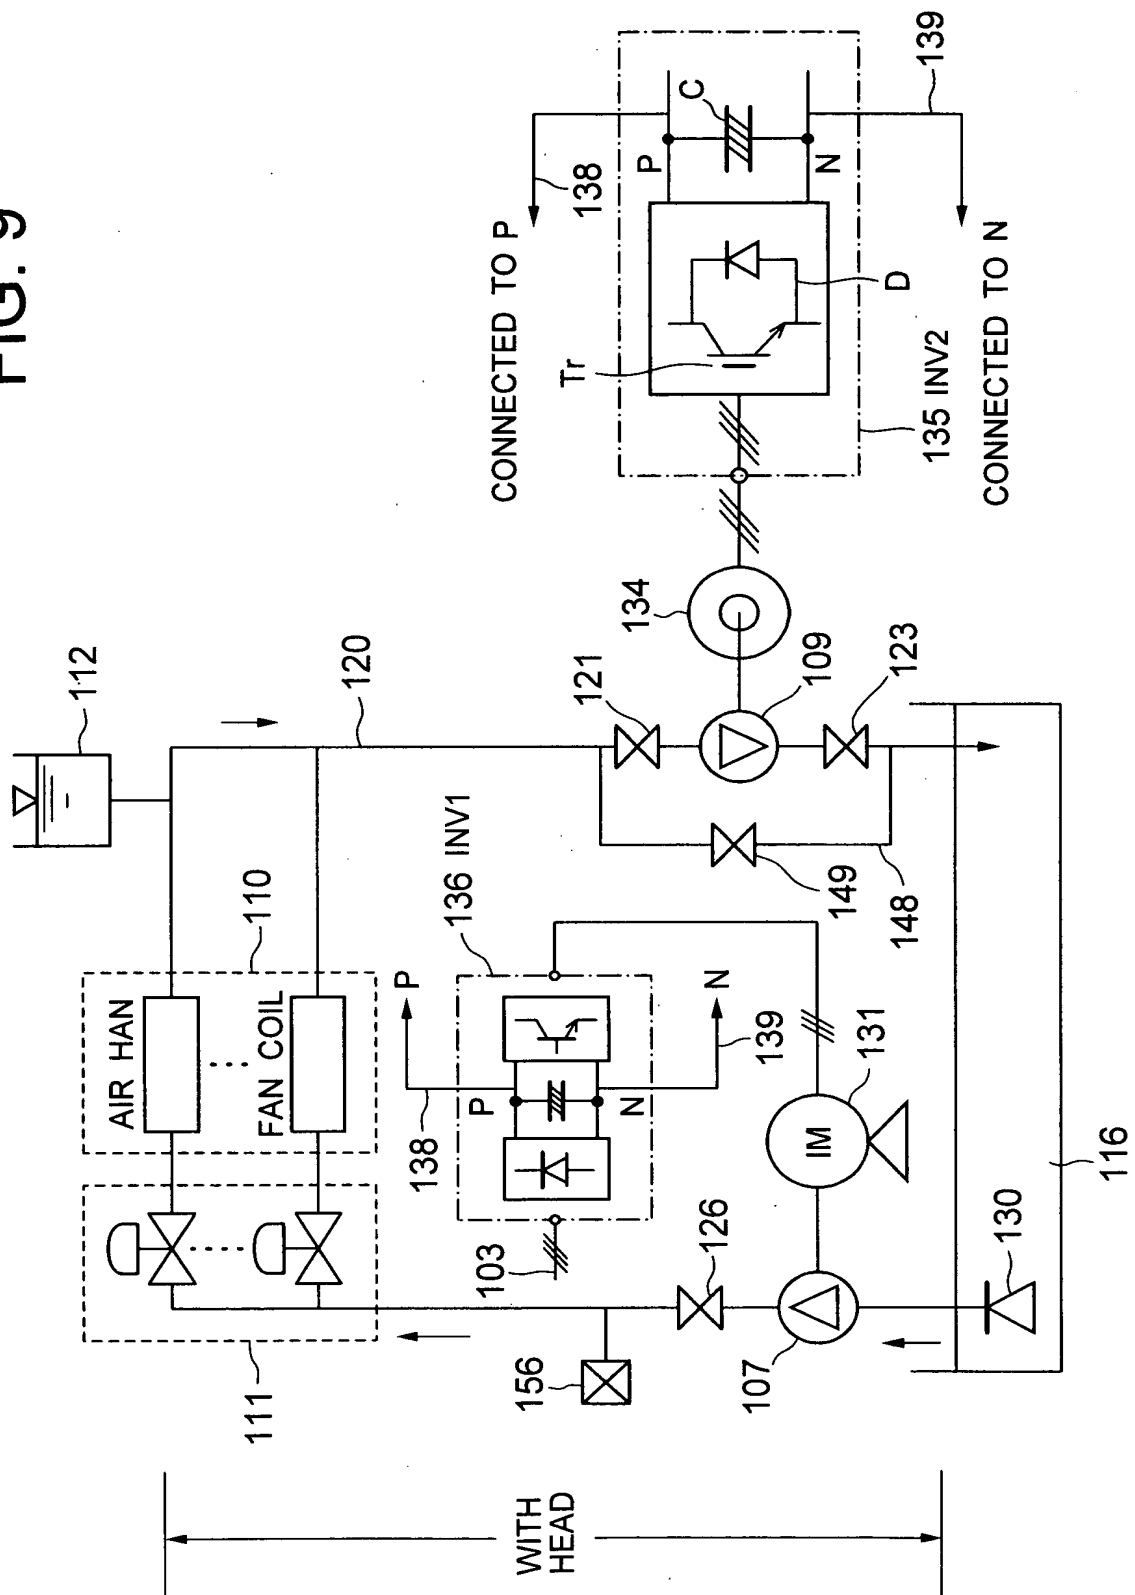 FIG. 9
112
120
110
AIR HAN
FAN COIL
111
136 INV1
P
N
138
P
N
139
103
156
126
107
131
IM
130
116
121
109
123
149
148
134
CONNECTED TO P
138
P
C
N
139
Tr
D
135 INV2
CONNECTED TO N
WITH
HEAD